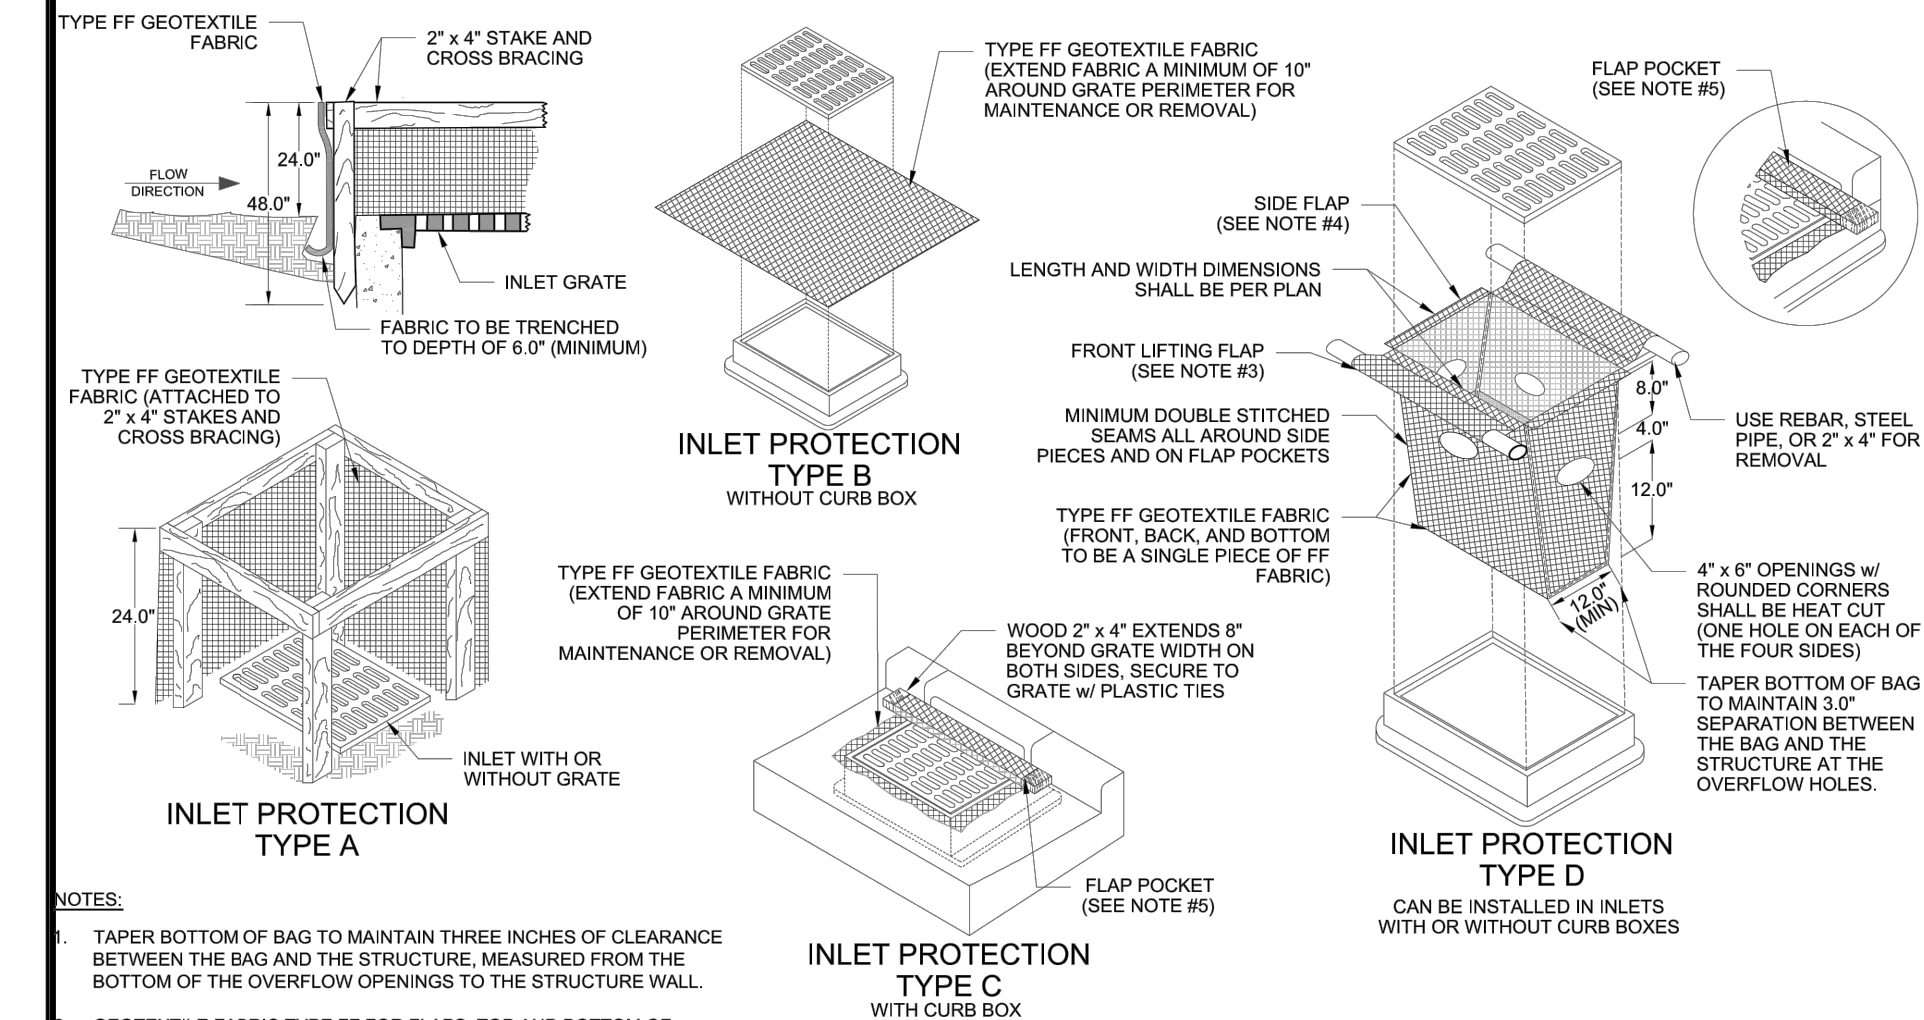 TYPE FF GEOTEXTILE
FABRIC
2" x 4" STAKE AND
CROSS BRACING
24.0"
FLOW
DIRECTION
48.0"
INLET GRATE
FABRIC TO BE TRENCHED
TO DEPTH OF 6.0" (MINIMUM)
TYPE FF GEOTEXTILE
FABRIC (ATTACHED TO
2" x 4" STAKES AND
CROSS BRACING)
24.0"
INLET WITH OR
WITHOUT GRATE
INLET PROTECTION
TYPE A
TYPE FF GEOTEXTILE FABRIC
(EXTEND FABRIC A MINIMUM OF 10"
AROUND GRATE PERIMETER FOR
MAINTENANCE OR REMOVAL)
INLET PROTECTION
TYPE B
WITHOUT CURB BOX
TYPE FF GEOTEXTILE FABRIC
(EXTEND FABRIC A MINIMUM
OF 10" AROUND GRATE
PERIMETER FOR
MAINTENANCE OR REMOVAL)
WOOD 2" x 4" EXTENDS 8"
BEYOND GRATE WIDTH ON
BOTH SIDES, SECURE TO
GRATE w/ PLASTIC TIES
FLAP POCKET
(SEE NOTE #5)
INLET PROTECTION
TYPE C
WITH CURB BOX
FLAP POCKET
(SEE NOTE #5)
SIDE FLAP
(SEE NOTE #4)
LENGTH AND WIDTH DIMENSIONS
SHALL BE PER PLAN
FRONT LIFTING FLAP
(SEE NOTE #3)
MINIMUM DOUBLE STITCHED
SEAMS ALL AROUND SIDE
PIECES AND ON FLAP POCKETS
TYPE FF GEOTEXTILE FABRIC
(FRONT, BACK, AND BOTTOM
TO BE A SINGLE PIECE OF FF
FABRIC)
8.0"
4.0"
12.0"
12.0"
(MIN)
USE REBAR, STEEL
PIPE, OR 2" x 4" FOR
REMOVAL
4" x 6" OPENINGS w/
ROUNDED CORNERS
SHALL BE HEAT CUT
(ONE HOLE ON EACH OF
THE FOUR SIDES)
TAPER BOTTOM OF BAG
TO MAINTAIN 3.0"
SEPARATION BETWEEN
THE BAG AND THE
STRUCTURE AT THE
OVERFLOW HOLES.
INLET PROTECTION
TYPE D
CAN BE INSTALLED IN INLETS
WITH OR WITHOUT CURB BOXES
NOTES:
1. TAPER BOTTOM OF BAG TO MAINTAIN THREE INCHES OF CLEARANCE
BETWEEN THE BAG AND THE STRUCTURE, MEASURED FROM THE
BOTTOM OF THE OVERFLOW OPENINGS TO THE STRUCTURE WALL.